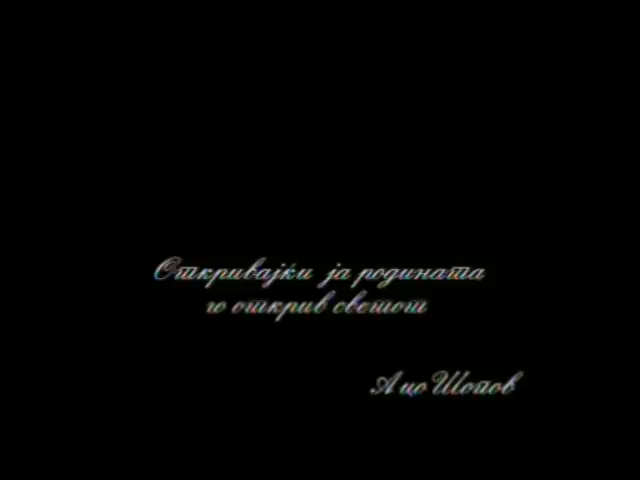 Откривајќи ја родината
го открив светот
Ацо Шопов